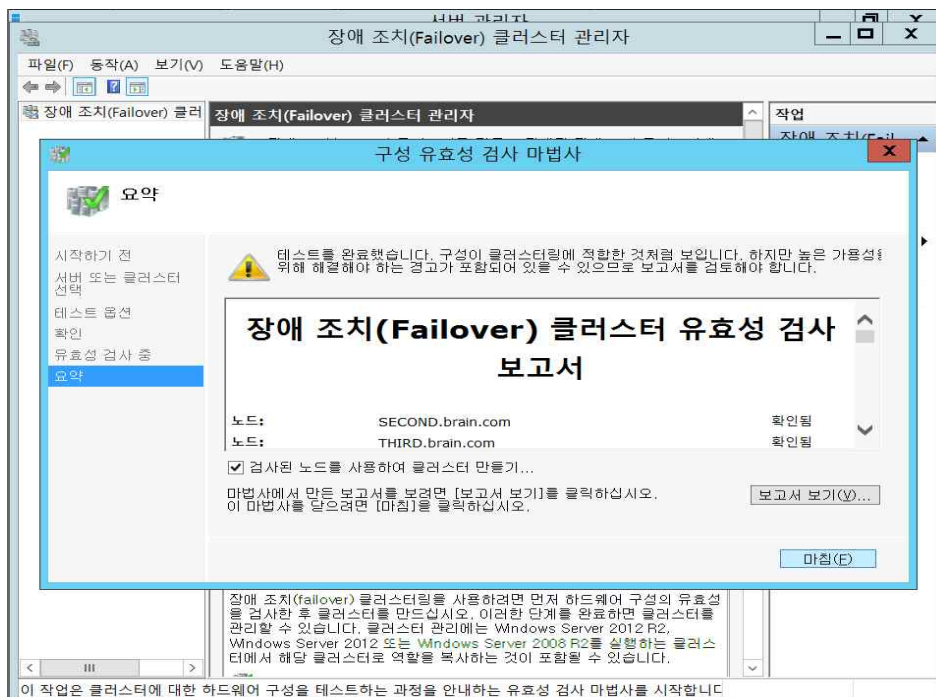 서버 관리자
장애 조치(Failover) 클러스터 관리자
파일(F) 동작(A) 보기(V) 도움말(H)
장애 조치(Failover) 클러
장애 조치(Failover) 클러스터 관리자
작업
장애 조치(Fail
구성 유효성 검사 마법사
요약
시작하기 전
서버 또는 클러스터
선택
테스트 옵션
확인
유효성 검사 중
요약
테스트를 완료했습니다. 구성이 클러스터링에 적합한 것처럼 보입니다. 하지만 높은 가용성을
위해 해결해야 하는 경고가 포함되어 있을 수 있으므로 보고서를 검토해야 합니다.
장애 조치(Failover) 클러스터 유효성 검사
보고서
노드: SECOND.brain.com 확인됨
노드: THIRD.brain.com 확인됨
검사된 노드를 사용하여 클러스터 만들기...
마법사에서 만든 보고서를 보려면 [보고서 보기]를 클릭하십시오.
이 마법사를 닫으려면 [마침]을 클릭하십시오.
보고서 보기(V)...
마침(E)
장애 조치(failover) 클러스터링을 사용하려면 먼저 하드웨어 구성의 유효성
을 검사한 후 클러스터를 만드십시오. 이러한 단계를 완료하면 클러스터를
관리할 수 있습니다. 클러스터 관리에는 Windows Server 2012 R2,
Windows Server 2012 또는 Windows Server 2008 R2를 실행하는 클러스
터에서 해당 클러스터로 역할을 복사하는 것이 포함될 수 있습니다.
이 작업은 클러스터에 대한 하드웨어 구성을 테스트하는 과정을 안내하는 유효성 검사 마법사를 시작합니다